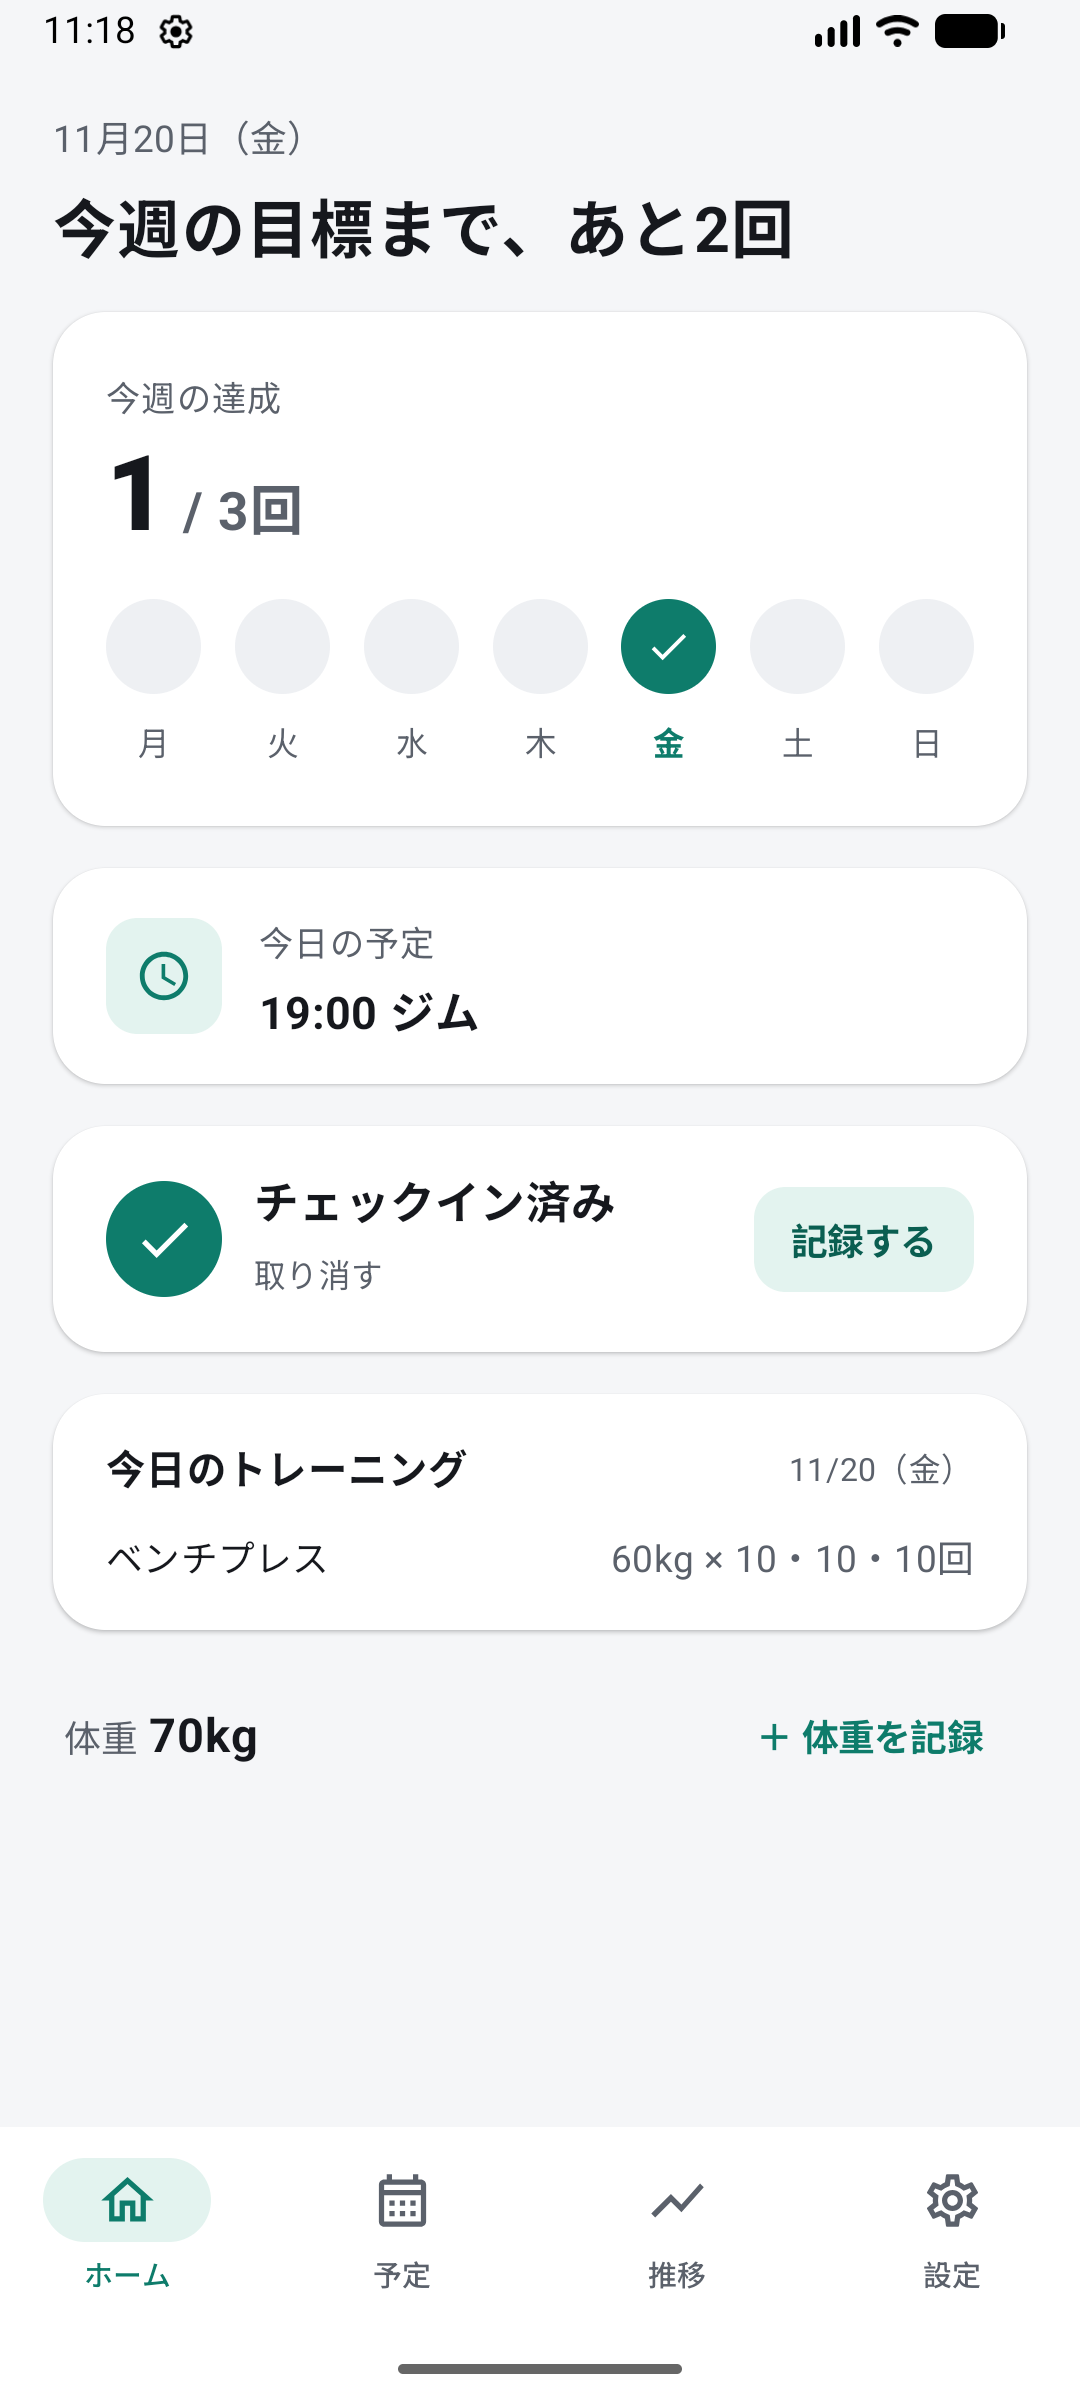 11:18
11月20日（金）
今週の目標まで、あと2回
今週の達成
1 / 3回
月 火 水 木 金 土 日
今日の予定
19:00 ジム
チェックイン済み
取り消す
記録する
今日のトレーニング 11/20（金）
ベンチプレス 60kg × 10・10・10回
体重 70kg ＋ 体重を記録
ホーム 予定 推移 設定